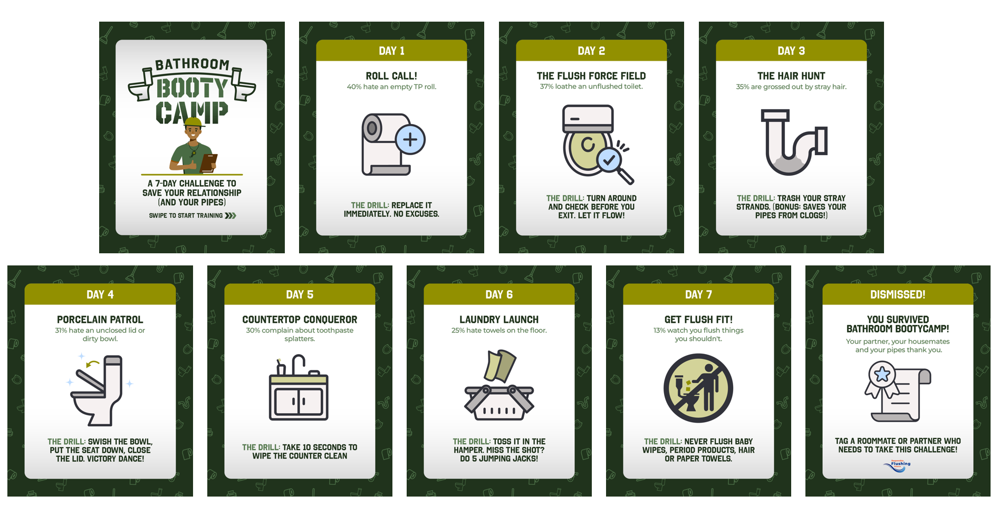 BATHROOM
BOOTY
CAMP
A 7-DAY CHALLENGE TO
SAVE YOUR RELATIONSHIP
(AND YOUR PIPES)
SWIPE TO START TRAINING
DAY 1
ROLL CALL!
40% hate an empty TP roll.
THE DRILL: REPLACE IT
IMMEDIATELY. NO EXCUSES.
DAY 2
THE FLUSH FORCE FIELD
37% loathe an unflushed toilet.
THE DRILL: TURN AROUND
AND CHECK BEFORE YOU
EXIT. LET IT FLOW!
DAY 3
THE HAIR HUNT
35% are grossed out by stray hair.
THE DRILL: TRASH YOUR STRAY
STRANDS. (BONUS: SAVES YOUR
PIPES FROM CLOGS!)
DAY 4
PORCELAIN PATROL
31% hate an unclosed lid or
dirty bowl.
THE DRILL: SWISH THE BOWL,
PUT THE SEAT DOWN, CLOSE
THE LID. VICTORY DANCE!
DAY 5
COUNTERTOP CONQUEROR
30% complain about toothpaste
splatters.
THE DRILL: TAKE 10 SECONDS TO
WIPE THE COUNTER CLEAN
DAY 6
LAUNDRY LAUNCH
25% hate towels on the floor.
THE DRILL: TOSS IT IN THE
HAMPER. MISS THE SHOT?
DO 5 JUMPING JACKS!
DAY 7
GET FLUSH FIT!
13% watch you flush things
you shouldn't.
THE DRILL: NEVER FLUSH BABY
WIPES, PERIOD PRODUCTS, HAIR
OR PAPER TOWELS.
DISMISSED!
YOU SURVIVED
BATHROOM BOOTYCAMP!
Your partner, your housemates
and your pipes thank you.
TAG A ROOMMATE OR PARTNER WHO
NEEDS TO TAKE THIS CHALLENGE!
Responsible
Flushing